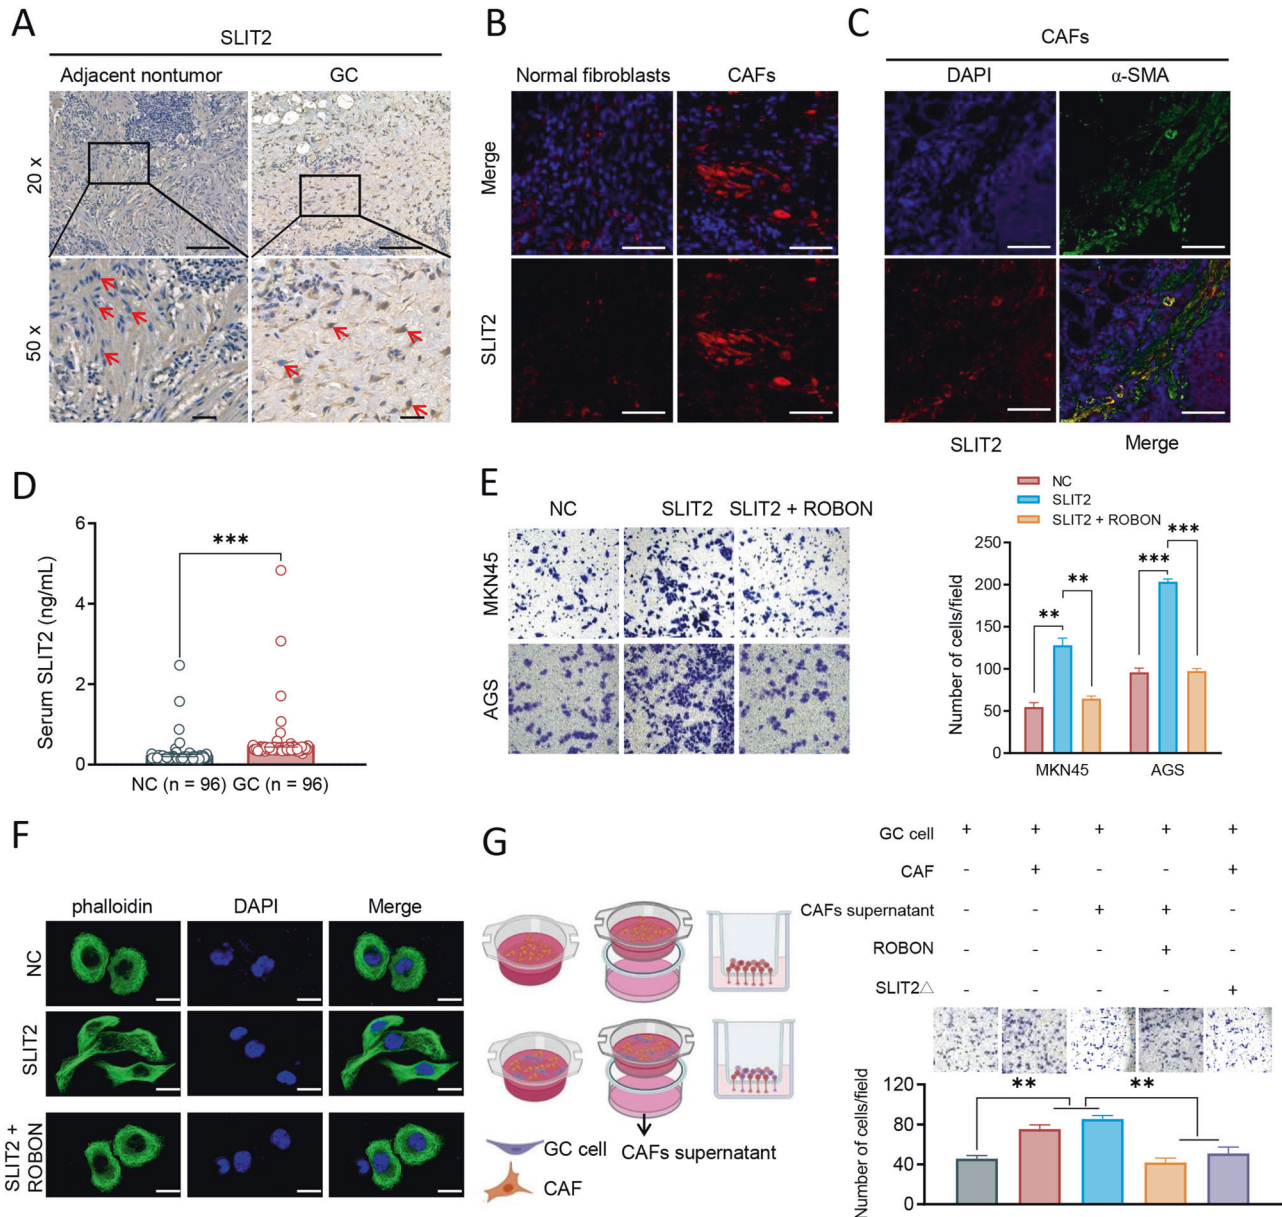 A
SLIT2
Adjacent nontumor GC
20 x
50 x
B
Normal fibroblasts CAFs
Merge
SLIT2
C
CAFs
DAPI α-SMA
SLIT2 Merge
D
Serum SLIT2 (ng/mL)
6
4
2
0
***
NC (n = 96) GC (n = 96)
E
NC SLIT2 SLIT2 + ROBON
MKN45
AGS
NC
SLIT2
SLIT2 + ROBON
Number of cells/field
250
200
150
100
50
0
** ** *** ***
MKN45 AGS
F
phalloidin DAPI Merge
NC
SLIT2
SLIT2 +
ROBON
G
GC cell
CAF
CAFs supernatant
GC cell + + + + +
CAF - + - - +
CAFs supernatant - - + + -
ROBON - - - + -
SLIT2△ - - - - +
Number of cells/field
120
80
40
0
** **